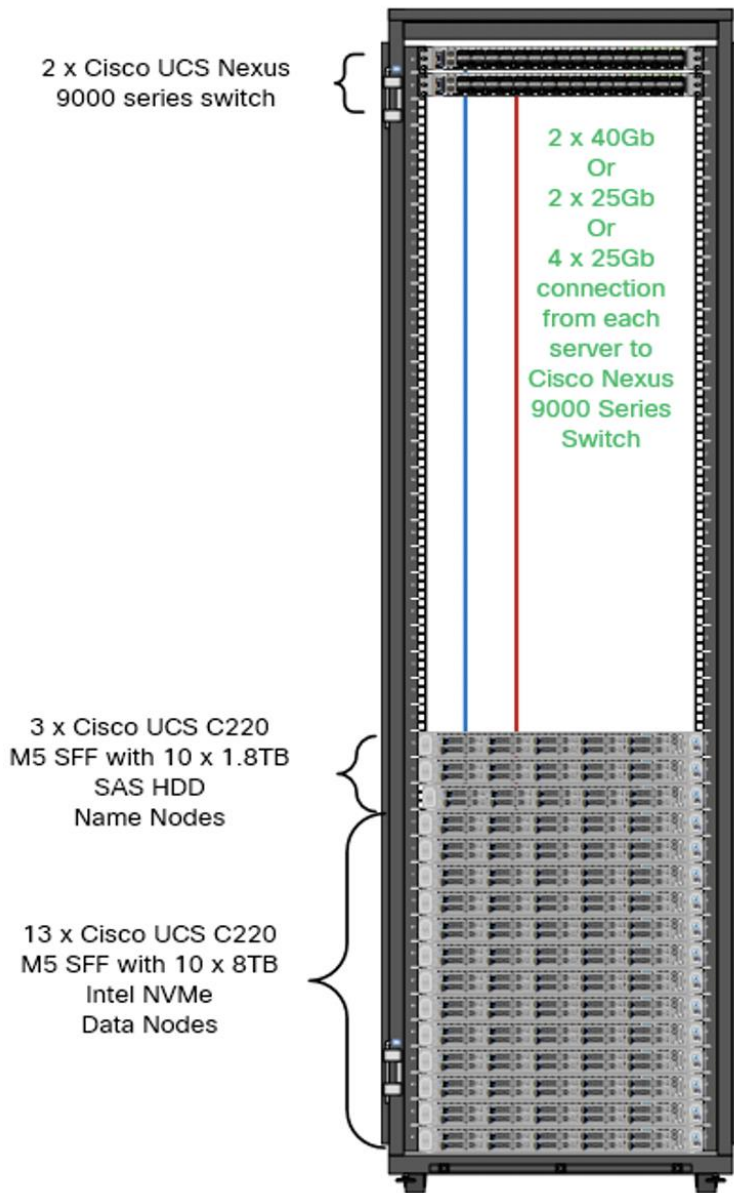 2 x Cisco UCS Nexus
9000 series switch
2 x 40Gb
Or
2 x 25Gb
Or
4 x 25Gb
connection
from each
server to
Cisco Nexus
9000 Series
Switch
3 x Cisco UCS C220
M5 SFF with 10 x 1.8TB
SAS HDD
Name Nodes
13 x Cisco UCS C220
M5 SFF with 10 x 8TB
Intel NVMe
Data Nodes